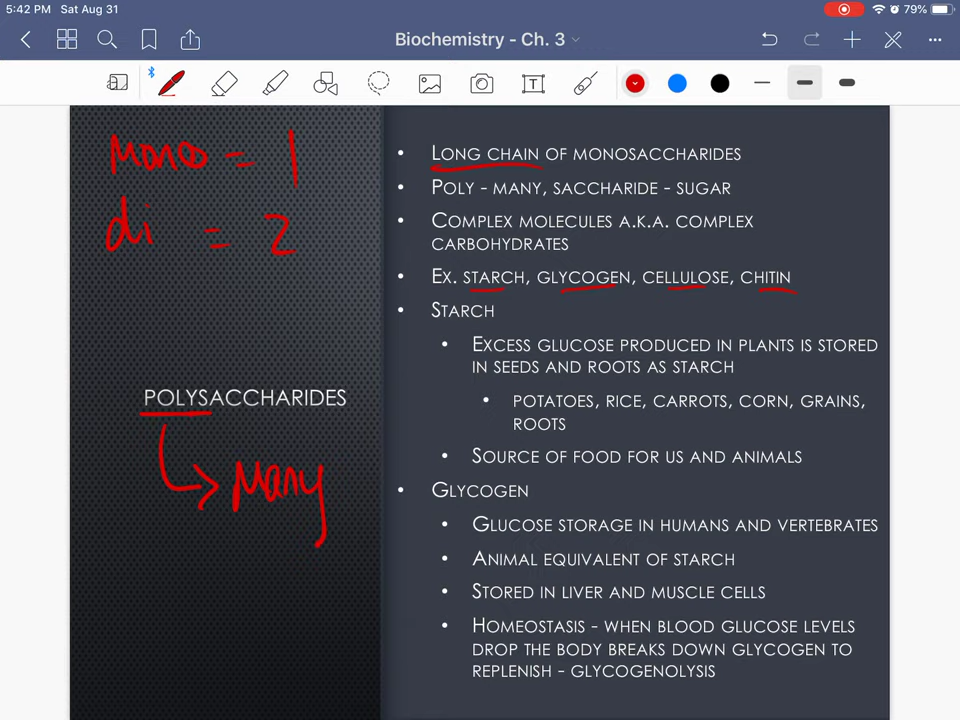 5:42 PM Sat Aug 31
79%
Biochemistry - Ch. 3
T
Mono = 1
di = 2
POLYSACCHARIDES
Many
• LONG CHAIN OF MONOSACCHARIDES
• POLY - MANY, SACCHARIDE - SUGAR
• COMPLEX MOLECULES A.K.A. COMPLEX
CARBOHYDRATES
• EX. STARCH, GLYCOGEN, CELLULOSE, CHITIN
• STARCH
• EXCESS GLUCOSE PRODUCED IN PLANTS IS STORED
IN SEEDS AND ROOTS AS STARCH
• POTATOES, RICE, CARROTS, CORN, GRAINS,
ROOTS
• SOURCE OF FOOD FOR US AND ANIMALS
• GLYCOGEN
• GLUCOSE STORAGE IN HUMANS AND VERTEBRATES
• ANIMAL EQUIVALENT OF STARCH
• STORED IN LIVER AND MUSCLE CELLS
• HOMEOSTASIS - WHEN BLOOD GLUCOSE LEVELS
DROP THE BODY BREAKS DOWN GLYCOGEN TO
REPLENISH - GLYCOGENOLYSIS